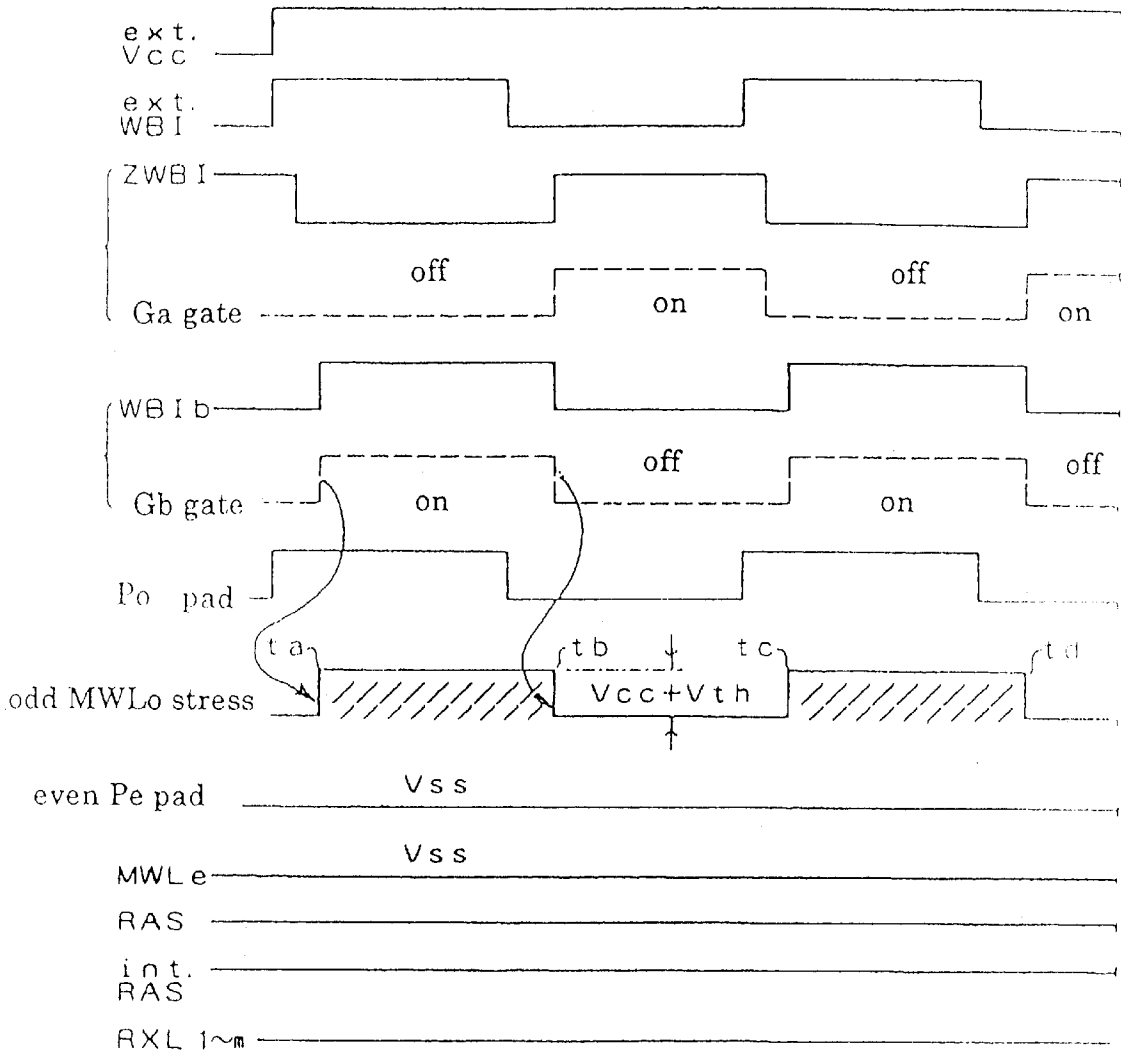 ext.
Vcc
ext.
WBI
ZWBI
off
off
on
Ga gate
on
WBIb
off
off
Gb gate
on
on
Po pad
ta
tb
tc
td
odd MWLo stress
Vcc+Vth
even Pe pad
Vss
Vss
MWLe
RAS
int.
RAS
RXL 1~m